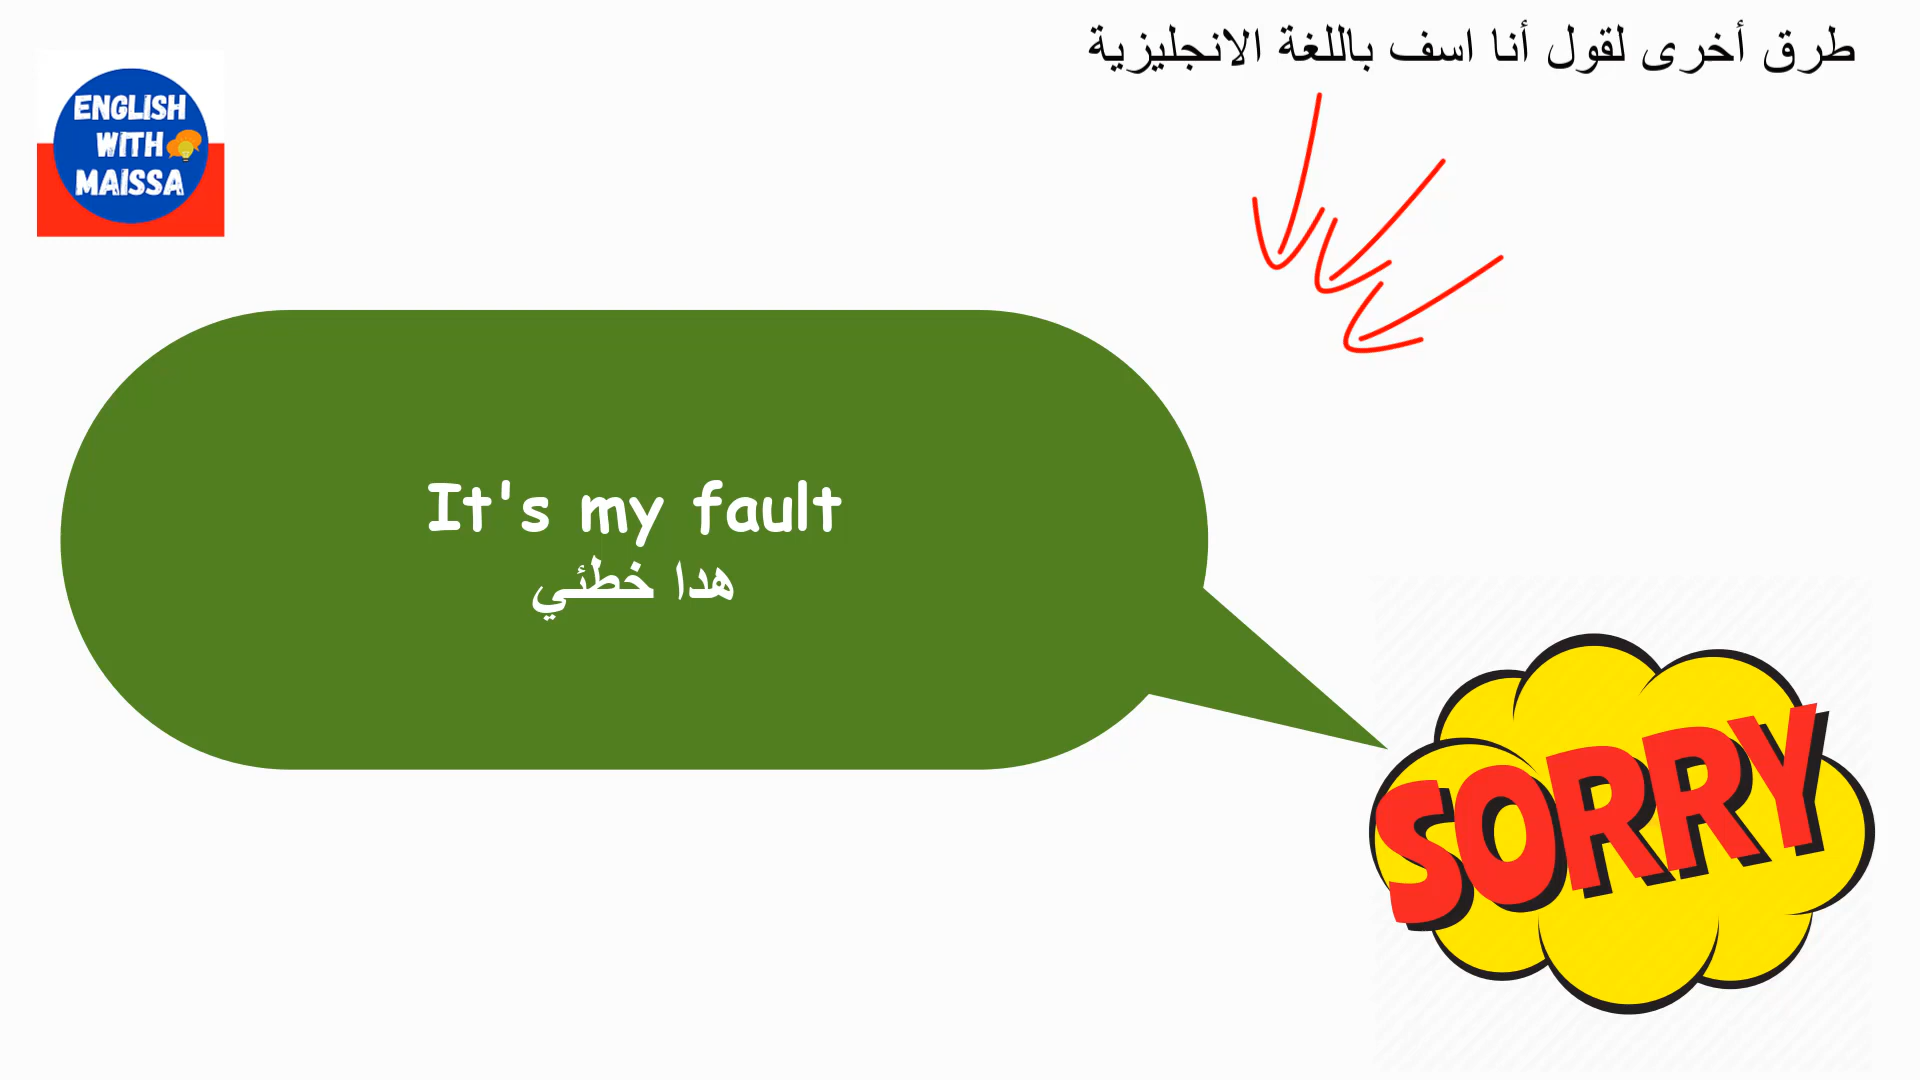 طرق أخرى لقول أنا اسف باللغة الانجليزية
ENGLISH
WITH
MAISSA
It's my fault
هدا خطئي
SORRY